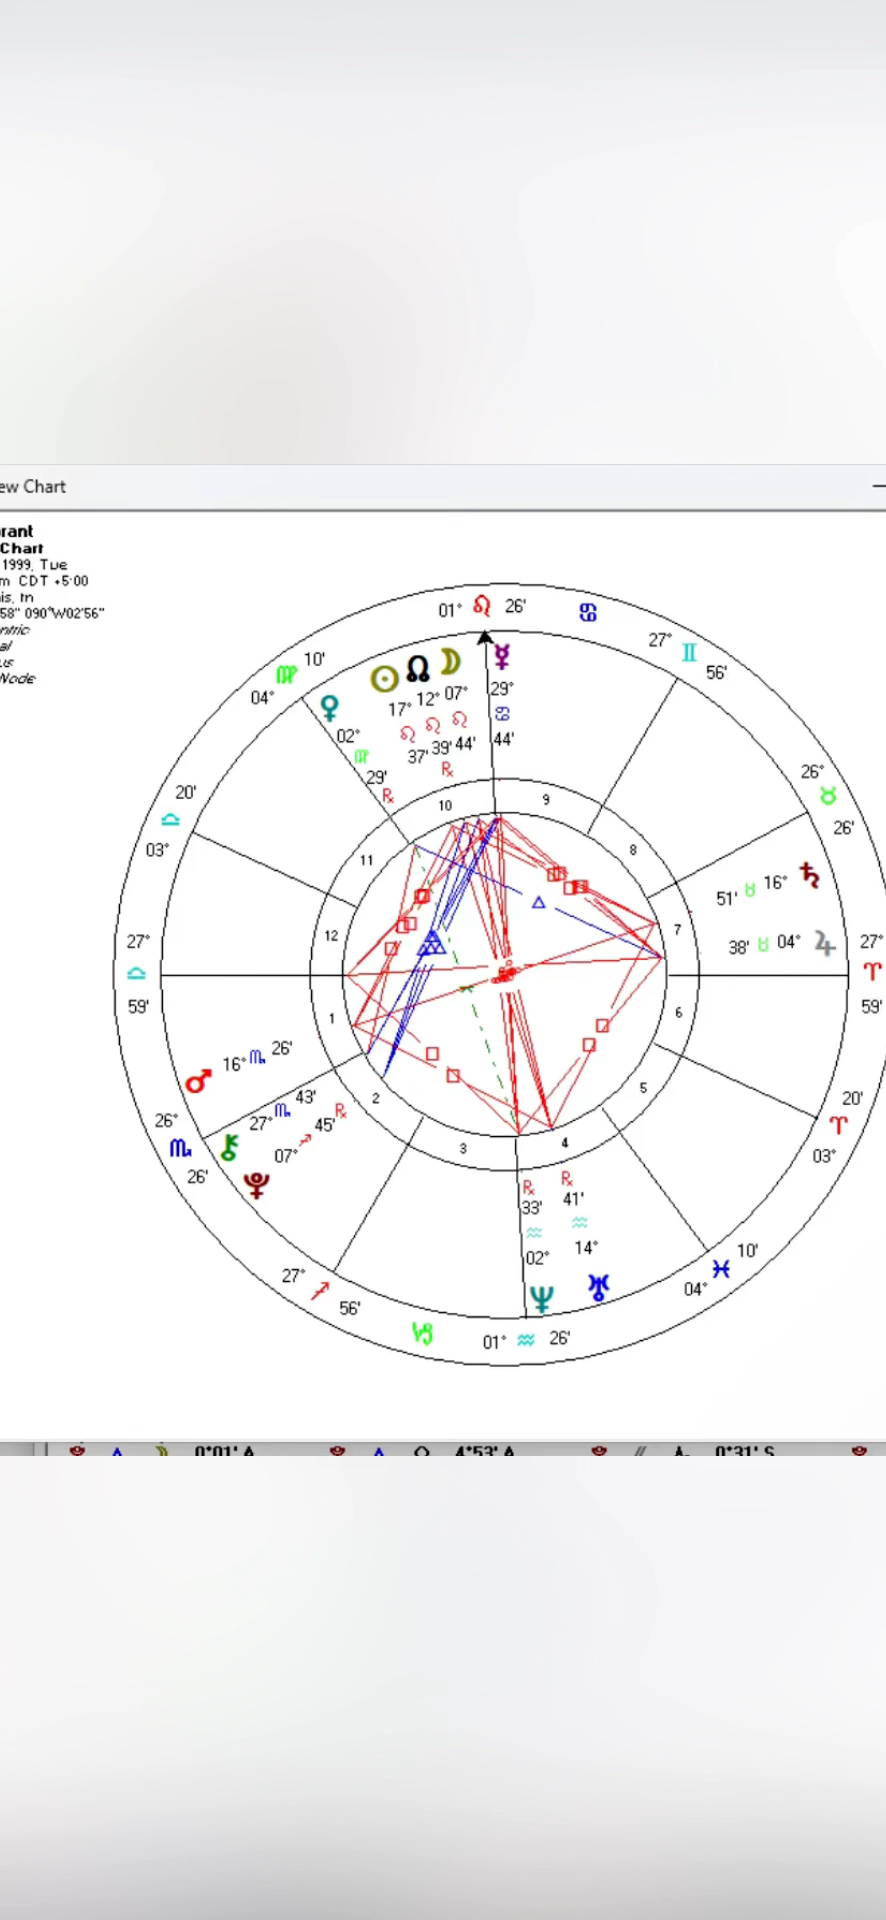 ew Chart
rant
Chart
1999, Tue
m CDT +5:00
is, tn
58" 090°W02'56"
ntric
al
us
Node
01° ♌ 26' ♋
27° ♊ 56'
26° ♉ 26'
27° ♈ 59'
20' ♈ 03°
10' ♓ 04°
01° ♒ 26'
♑
27° ♐ 56'
26° ♏ 26'
27° ♎ 59'
20' ♎ 03°
10' ♍ 04°
♀ 02° ♍ 29' ℞
☉ 17° ♌ 37'
☊ 12° ♌ 39' ℞
☽ 07° ♌ 44'
☿ 29° ♋ 44'
51' ♉ 16° ♄
38' ♉ 04° ♃
♂ 16° ♏ 26'
⚷ 27° ♏ 43'
♇ 07° ♐ 45' ℞
♆ 02° ♒ 33' ℞
♅ 14° ♒ 41' ℞
1
2
3
4
5
6
7
8
9
10
11
12
0°01' A
4°53' A
0°31' S